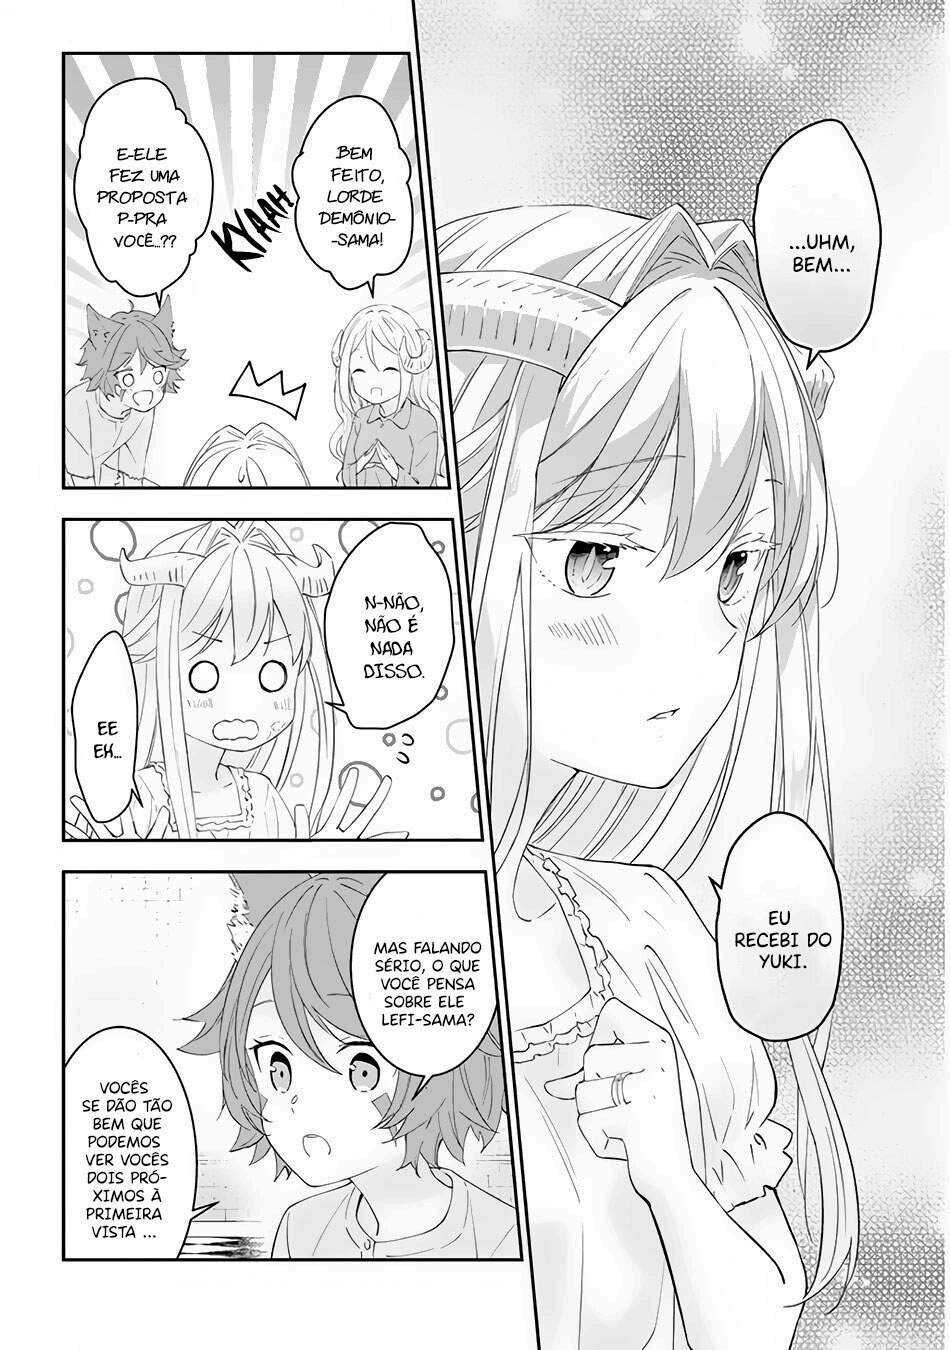 ...UHM,
BEM...
EU
RECEBI DO
YUKI.
BEM
FEITO,
LORDE
DEMÔNIO-
-SAMA!
KYAAH
E-ELE
FEZ UMA
PROPOSTA
P-PRA
VOCÊ...??
N-NÃO,
NÃO É
NADA
DISSO.
EE
EH...
MAS FALANDO
SÉRIO, O QUE
VOCÊ PENSA
SOBRE ELE
LEFI-SAMA?
VOCÊS
SE DÃO TÃO
BEM QUE
PODEMOS
VER VOCÊS
DOIS PRÓ-
XIMOS À
PRIMEIRA
VISTA ...